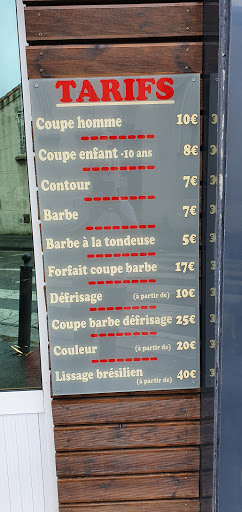 TARIFS
Coupe homme 10€
Coupe enfant -10 ans 8€
Contour 7€
Barbe 7€
Barbe à la tondeuse 5€
Forfait coupe barbe 17€
Défrisage (à partir de) 10€
Coupe barbe défrisage 25€
Couleur (à partir de) 20€
Lissage brésilien (à partir de) 40€